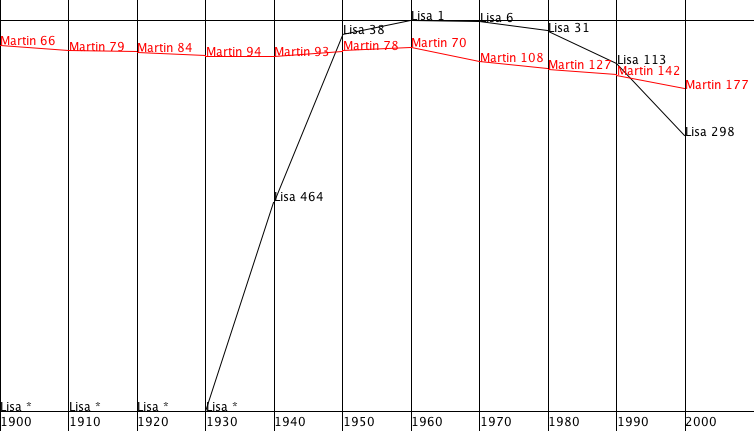 Lisa 1
Lisa 6
Lisa 38
Lisa 31
Martin 66
Martin 79
Martin 84
Martin 94
Martin 93
Martin 78
Martin 70
Martin 108
Martin 127
Lisa 113
Martin 142
Martin 177
Lisa 298
Lisa 464
Lisa *
Lisa *
Lisa *
Lisa *
1900 1910 1920 1930 1940 1950 1960 1970 1980 1990 2000